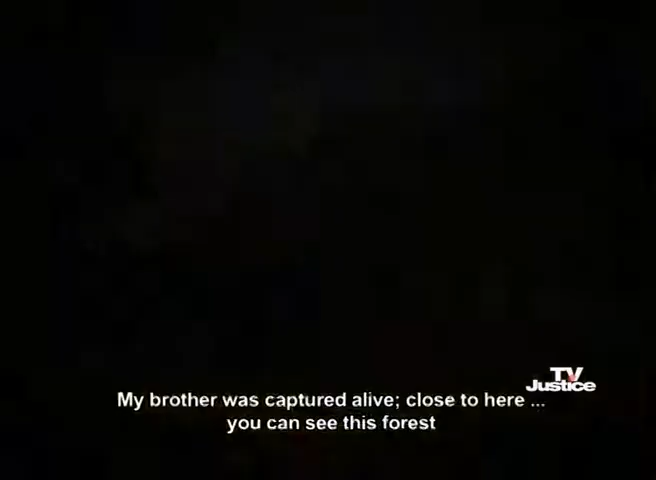 TV
Justice
My brother was captured alive; close to here ...
you can see this forest